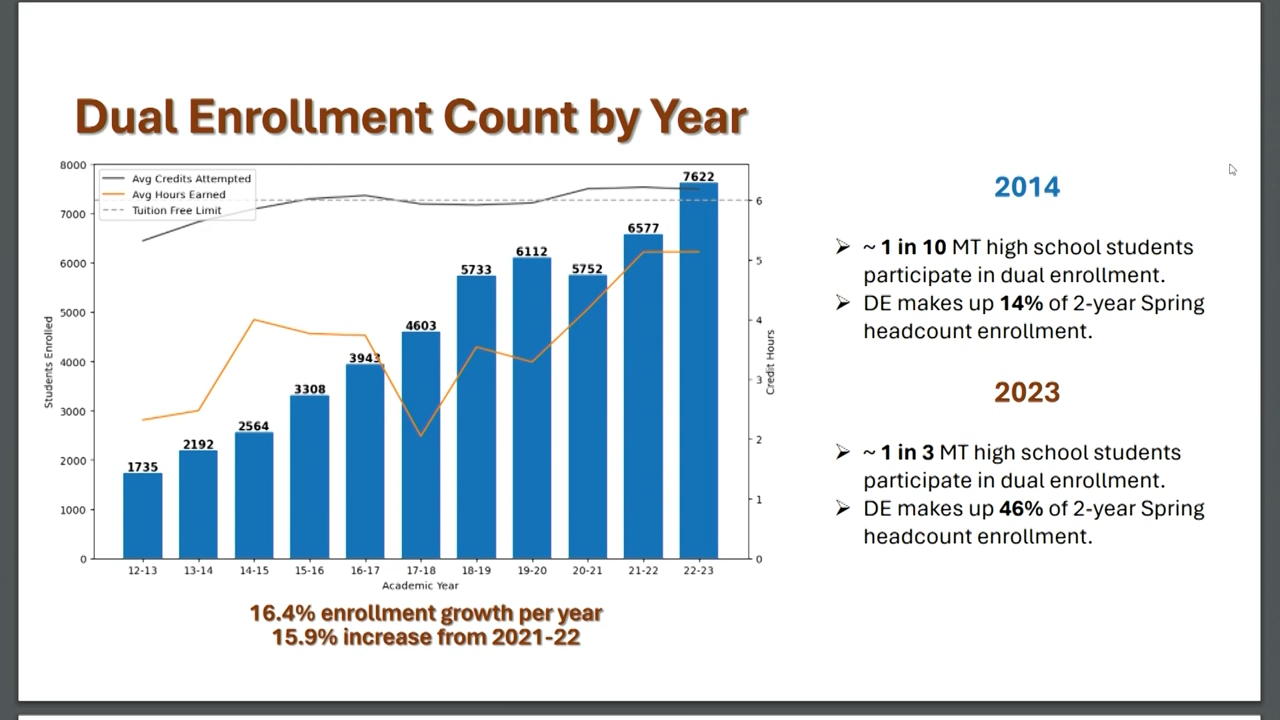 Dual Enrollment Count by Year
8000
7000
6000
5000
4000
3000
2000
1000
0
Students Enrolled
Avg Credits Attempted
Avg Hours Earned
Tuition Free Limit
1735
2192
2564
3308
3943
4603
5733
6112
5752
6577
7622
6
5
4
3
2
1
0
Credit Hours
12-13 13-14 14-15 15-16 16-17 17-18 18-19 19-20 20-21 21-22 22-23
Academic Year
16.4% enrollment growth per year
15.9% increase from 2021-22
2014
➢ ~ 1 in 10 MT high school students
participate in dual enrollment.
➢ DE makes up 14% of 2-year Spring
headcount enrollment.
2023
➢ ~ 1 in 3 MT high school students
participate in dual enrollment.
➢ DE makes up 46% of 2-year Spring
headcount enrollment.